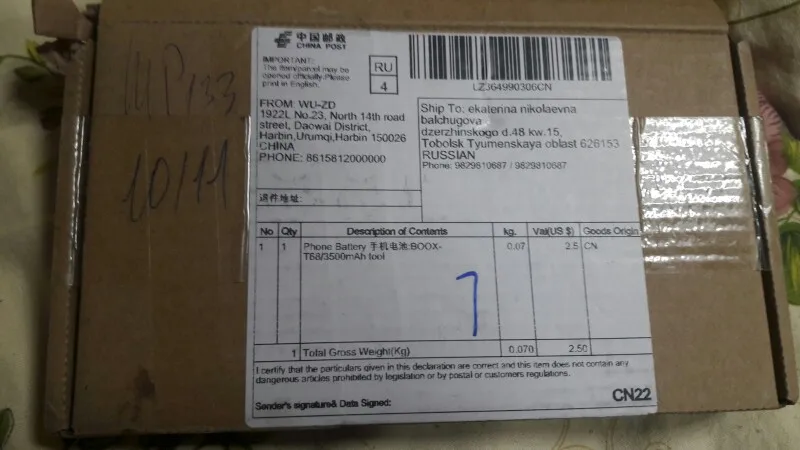 中国邮政
CHINA POST
IMPORTANT:
The item/parcel may be
opened officially.Please
print in English.
RU
4
LZ364990306CN
FROM: WU-ZD
1922L No.23, North 14th road
street, Daowai District,
Harbin,Urumqi,Harbin 150026
CHINA
PHONE: 8615812000000
Ship To: ekaterina nikolaevna
balchugova
dzerzhinskogo d.48 kw.15,
Tobolsk Tyumenskaya oblast 626153
RUSSIAN
Phone: 9829810687 / 9829810687
退件地址:
No Qty Description of Contents kg. Val(US $) Goods Origin
1 1 Phone Battery 手机电池:BOOX-
T68/3500mAh tool 0.07 2.5 CN
7
1 Total Gross Weight(Kg) 0.070 2.50
I certify that the particulars given in this declaration are correct and this item does not contain any
dangerous articles prohibited by legislation or by postal or customers regulations.
Sender's signature& Data Signed:
CN22
10/11